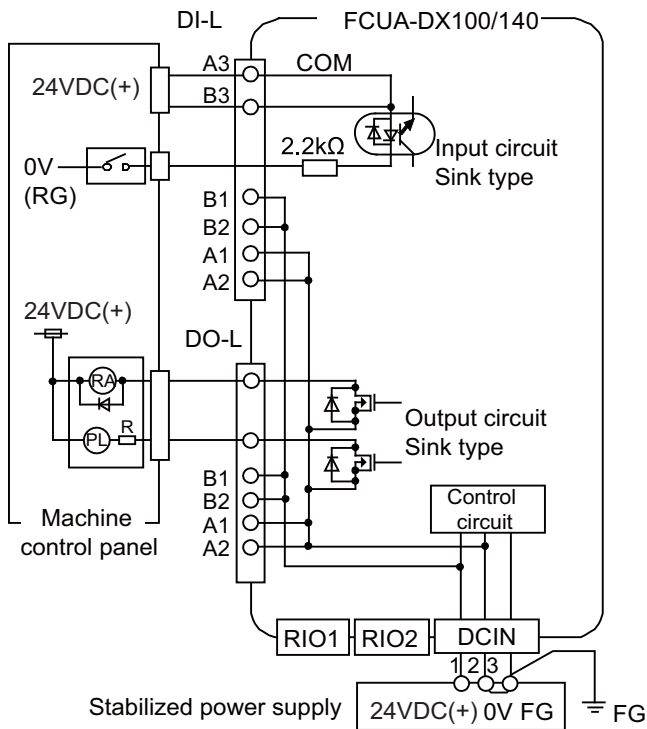 DI-L
FCUA-DX100/140
A3
COM
24VDC(+)
B3
2.2kΩ
Input circuit
Sink type
0V
(RG)
B1
B2
A1
A2
24VDC(+)
DO-L
RA
Output circuit
Sink type
PL
R
B1
B2
A1
A2
Control
circuit
Machine
control panel
RIO1
RIO2
DCIN
1 2 3
Stabilized power supply
24VDC(+) 0V FG
FG